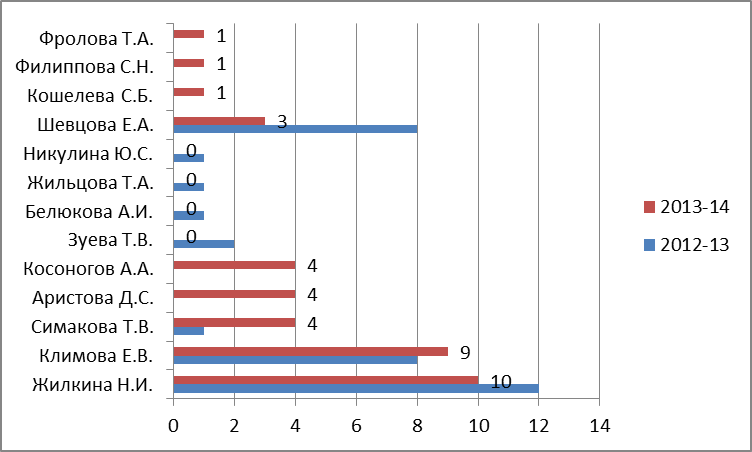 Фролова Т.А. 1
Филиппова С.Н. 1
Кошелева С.Б. 1
Шевцова Е.А. 3
Никулина Ю.С. 0
Жильцова Т.А. 0
Белюкова А.И. 0
Зуева Т.В. 0
Косоногов А.А. 4
Аристова Д.С. 4
Симакова Т.В. 4
Климова Е.В. 9
Жилкина Н.И. 10
0 2 4 6 8 10 12 14
2013-14
2012-13